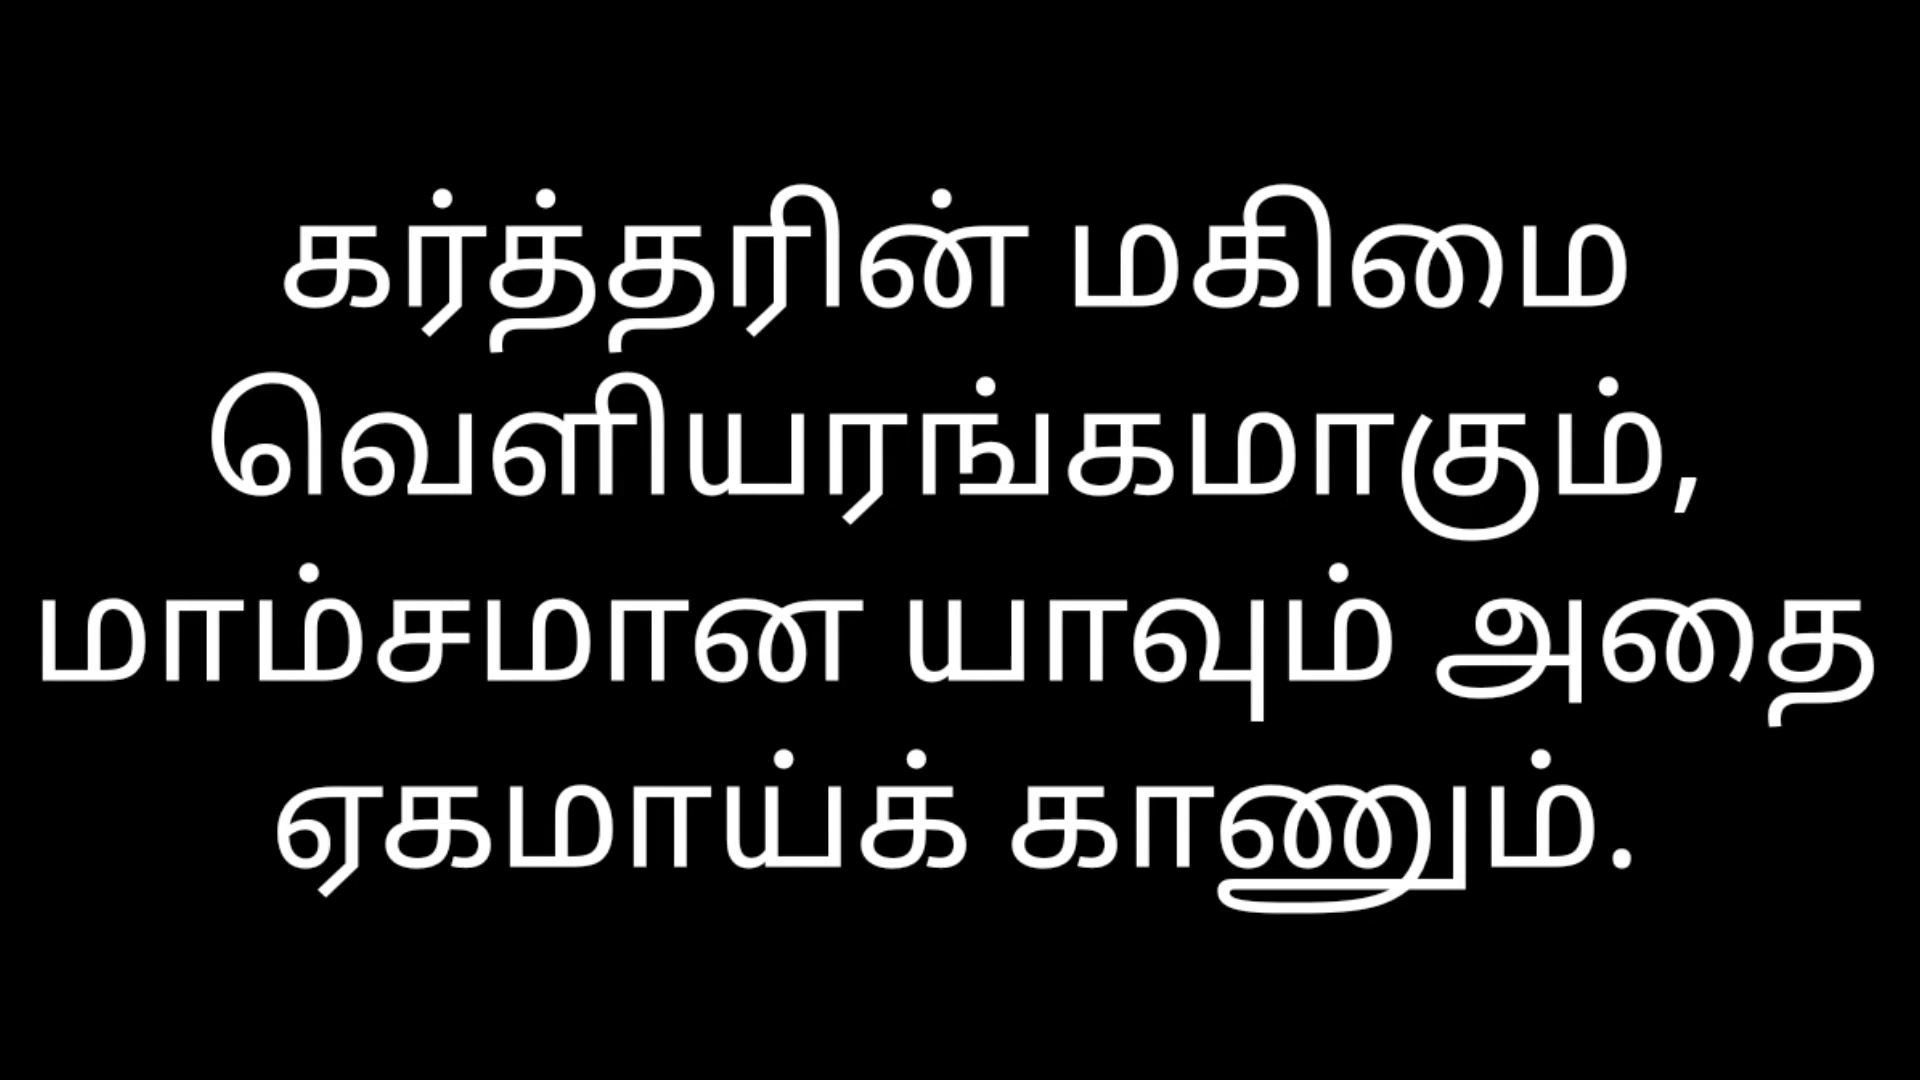 கர்த்தரின் மகிமை
வெளியரங்கமாகும்,
மாம்சமான யாவும் அதை
ஏகமாய்க் காணும்.